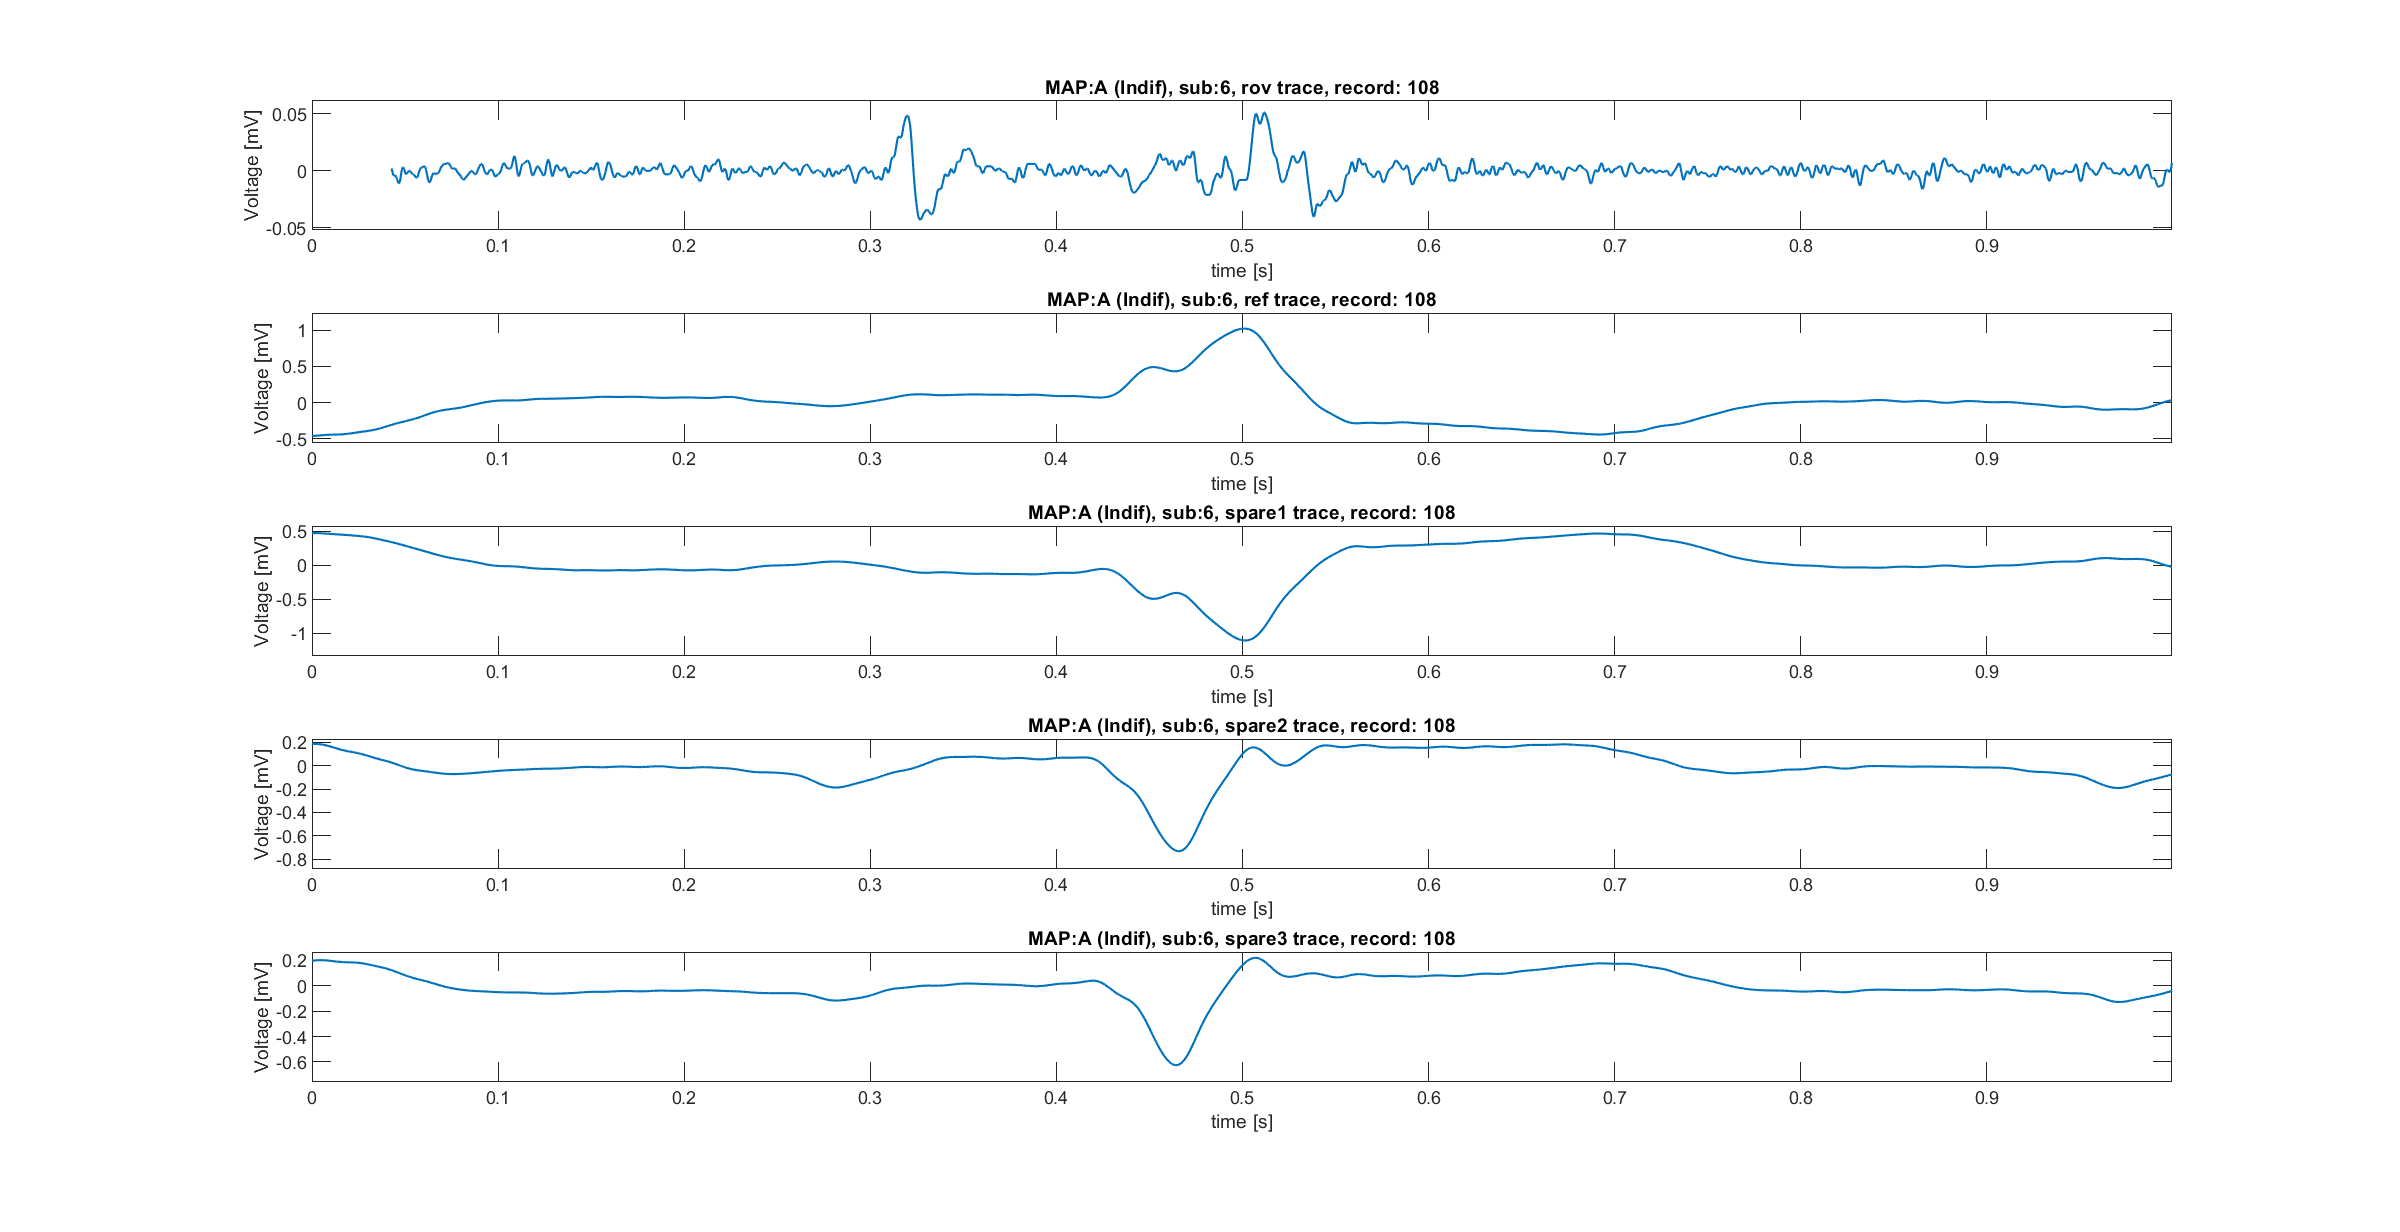 MAP:A (Indif), sub:6, rov trace, record: 108
Voltage [mV]
0.05
0
-0.05
0 0.1 0.2 0.3 0.4 0.5 0.6 0.7 0.8 0.9
time [s]
MAP:A (Indif), sub:6, ref trace, record: 108
Voltage [mV]
1
0.5
0
-0.5
0 0.1 0.2 0.3 0.4 0.5 0.6 0.7 0.8 0.9
time [s]
MAP:A (Indif), sub:6, spare1 trace, record: 108
Voltage [mV]
0.5
0
-0.5
-1
0 0.1 0.2 0.3 0.4 0.5 0.6 0.7 0.8 0.9
time [s]
MAP:A (Indif), sub:6, spare2 trace, record: 108
Voltage [mV]
0.2
0
-0.2
-0.4
-0.6
-0.8
0 0.1 0.2 0.3 0.4 0.5 0.6 0.7 0.8 0.9
time [s]
MAP:A (Indif), sub:6, spare3 trace, record: 108
Voltage [mV]
0.2
0
-0.2
-0.4
-0.6
0 0.1 0.2 0.3 0.4 0.5 0.6 0.7 0.8 0.9
time [s]